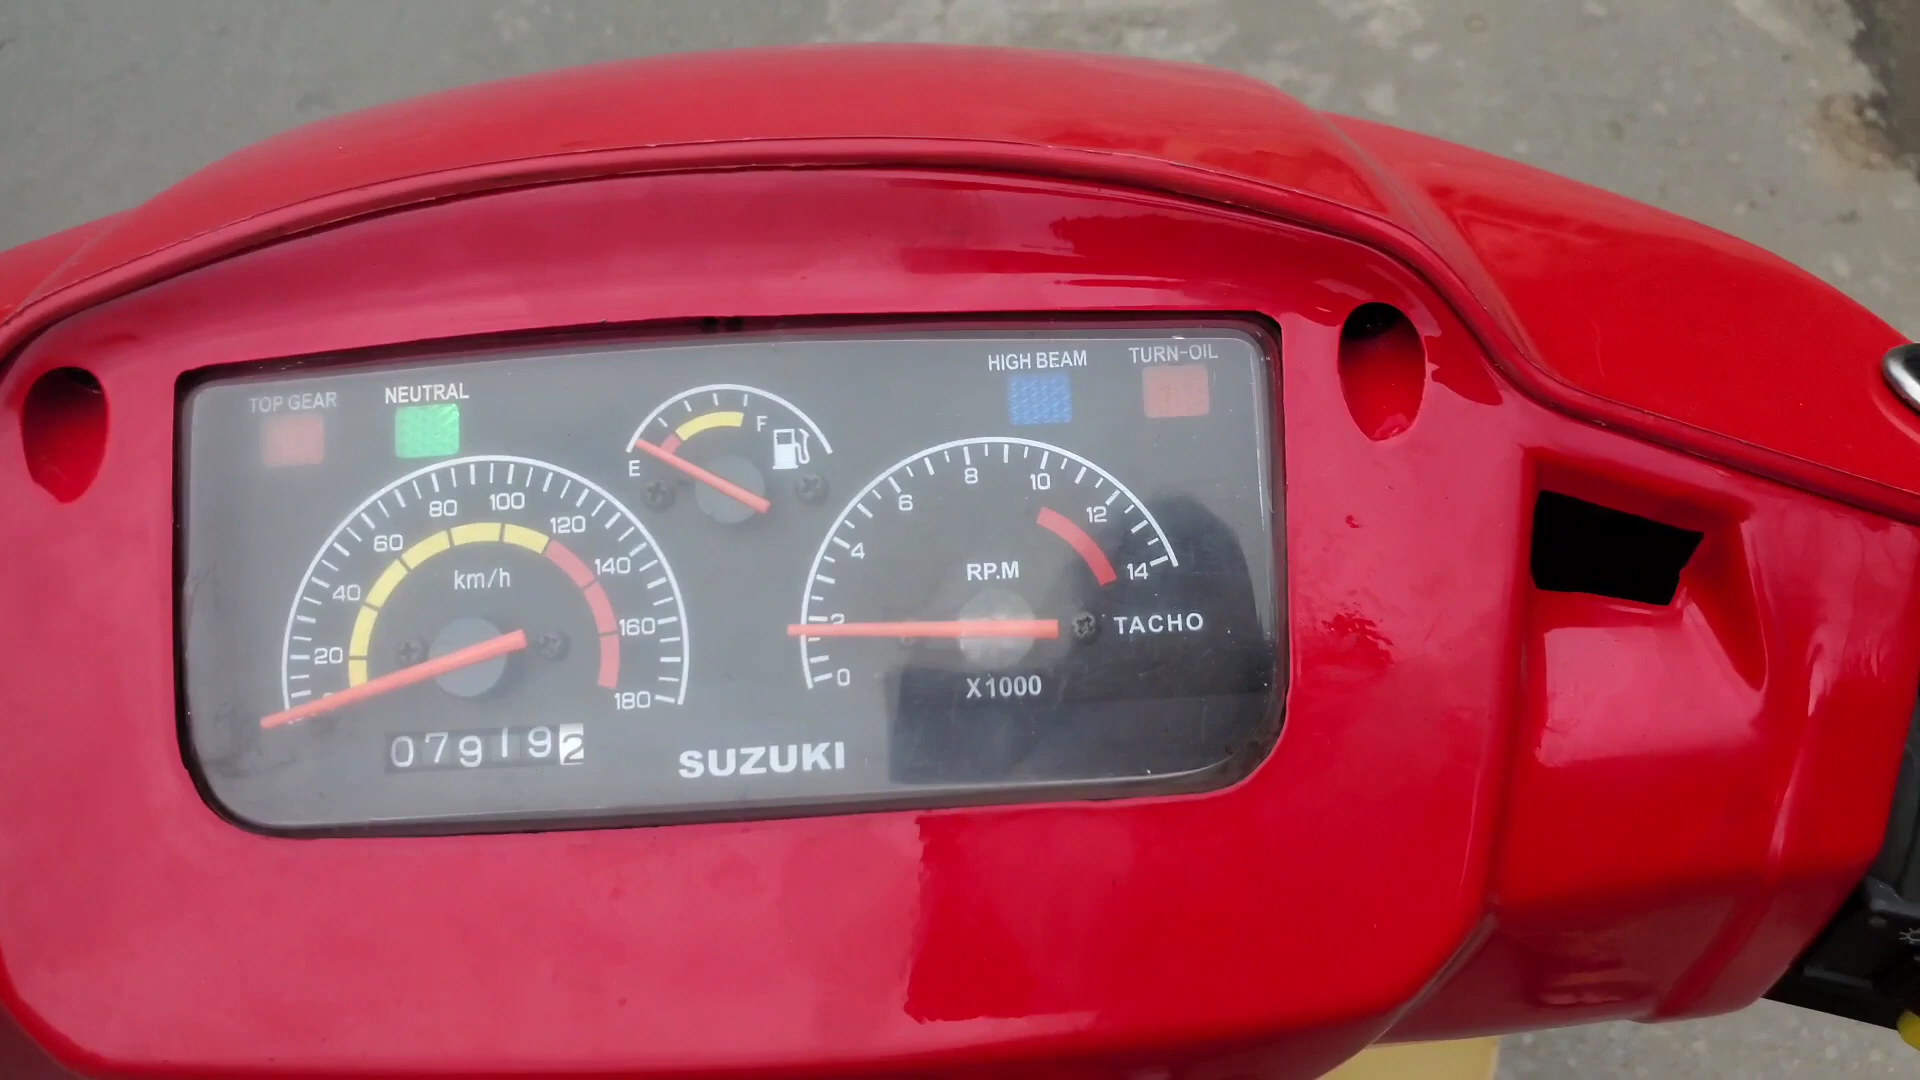 TOP GEAR
NEUTRAL
HIGH BEAM
TURN-OIL
E
F
20
40
60
80
100
120
140
160
180
km/h
079192
SUZUKI
0
2
4
6
8
10
12
14
RP.M
X1000
TACHO